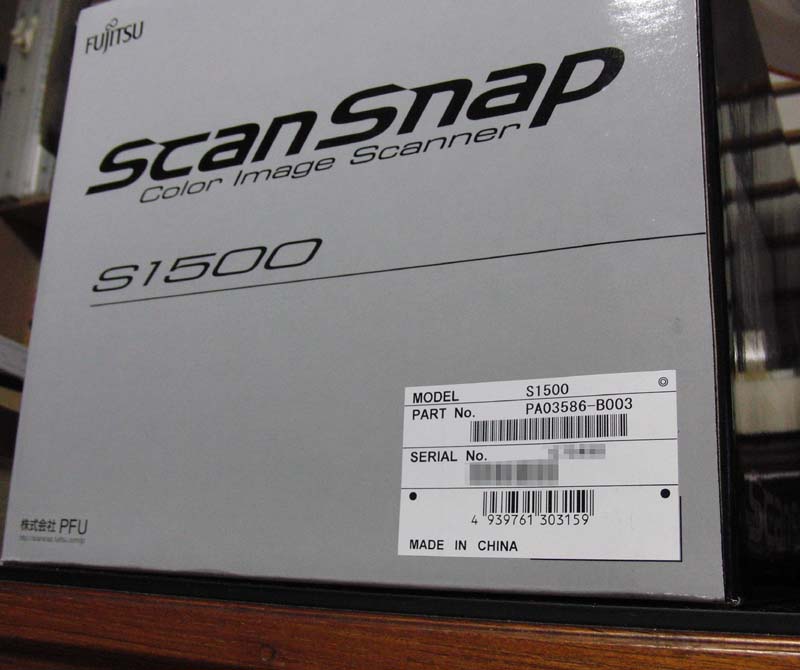 FUJITSU
ScanSnap
Color Image Scanner
S1500
MODEL S1500
PART No. PA03586-B003
SERIAL No.
4 939761 303159
MADE IN CHINA
株式会社 PFU